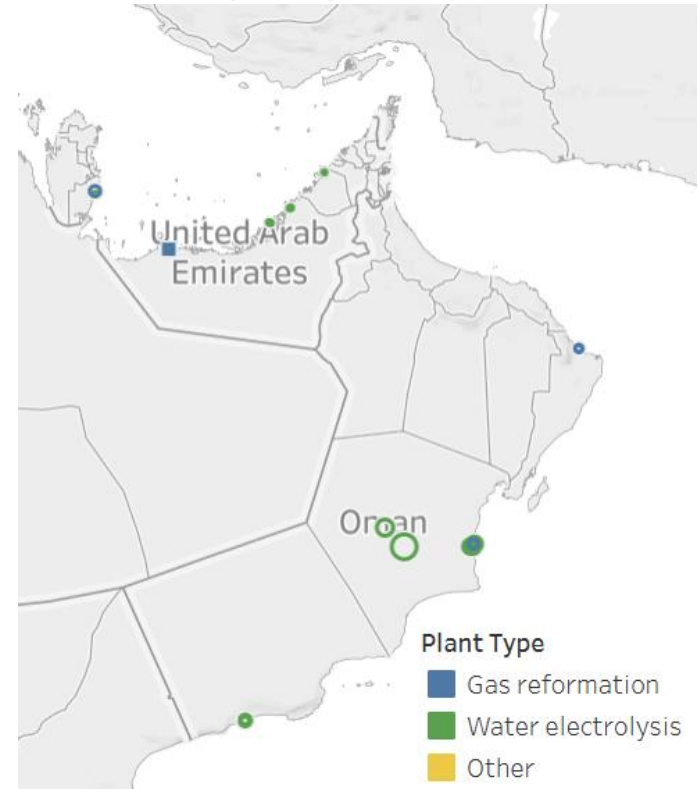 United Arab
Emirates
Oman
Plant Type
Gas reformation
Water electrolysis
Other